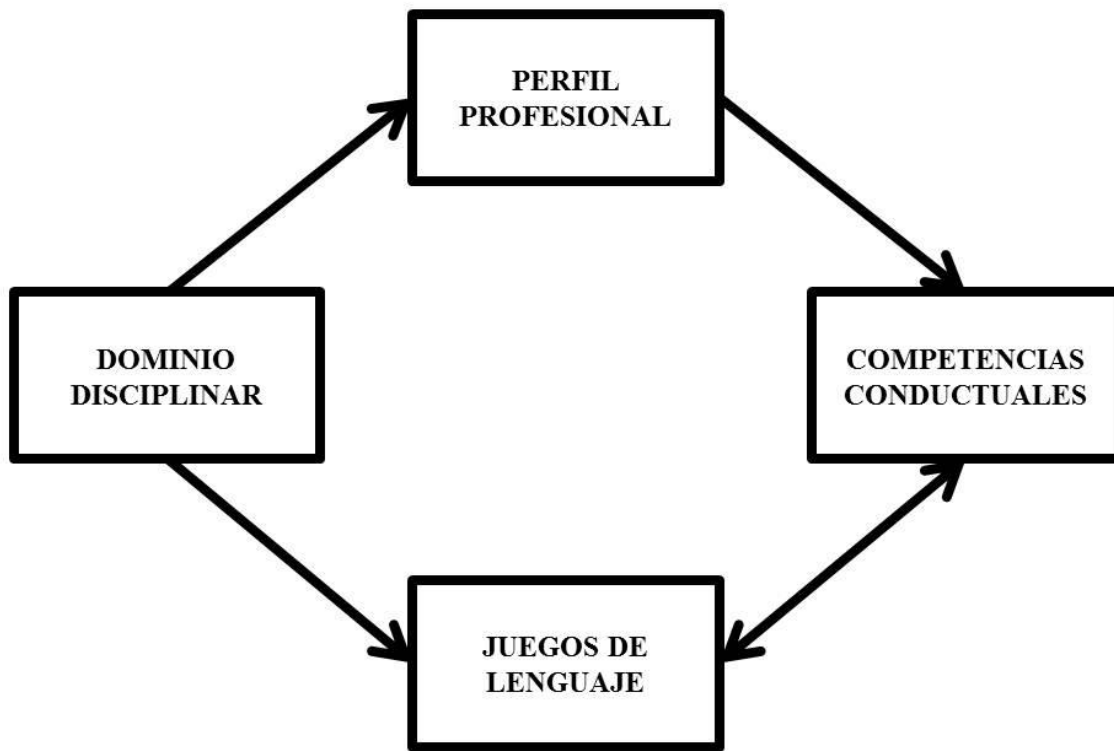 PERFIL
PROFESIONAL
DOMINIO
DISCIPLINAR
COMPETENCIAS
CONDUCTUALES
JUEGOS DE
LENGUAJE